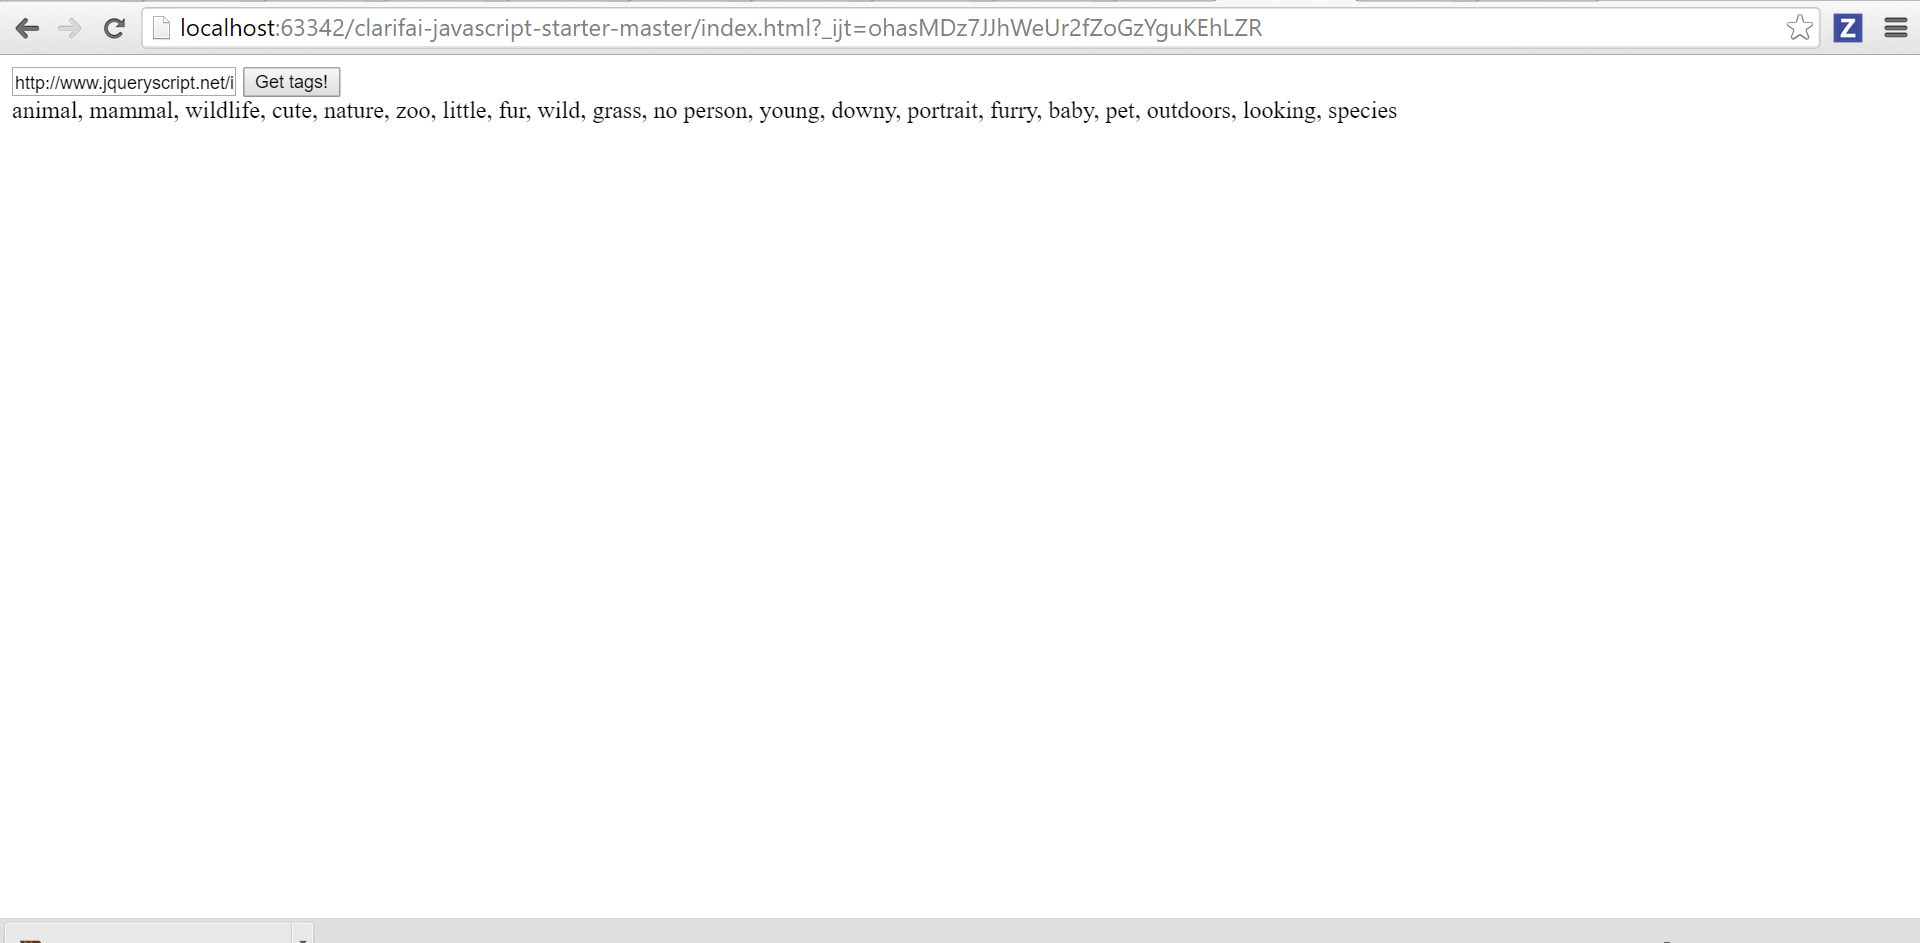 localhost:63342/clarifai-javascript-starter-master/index.html?_ijt=ohasMDz7JJhWeUr2fZoGzYguKEhLZR
Z
http://www.jqueryscript.net/i Get tags!
animal, mammal, wildlife, cute, nature, zoo, little, fur, wild, grass, no person, young, downy, portrait, furry, baby, pet, outdoors, looking, species